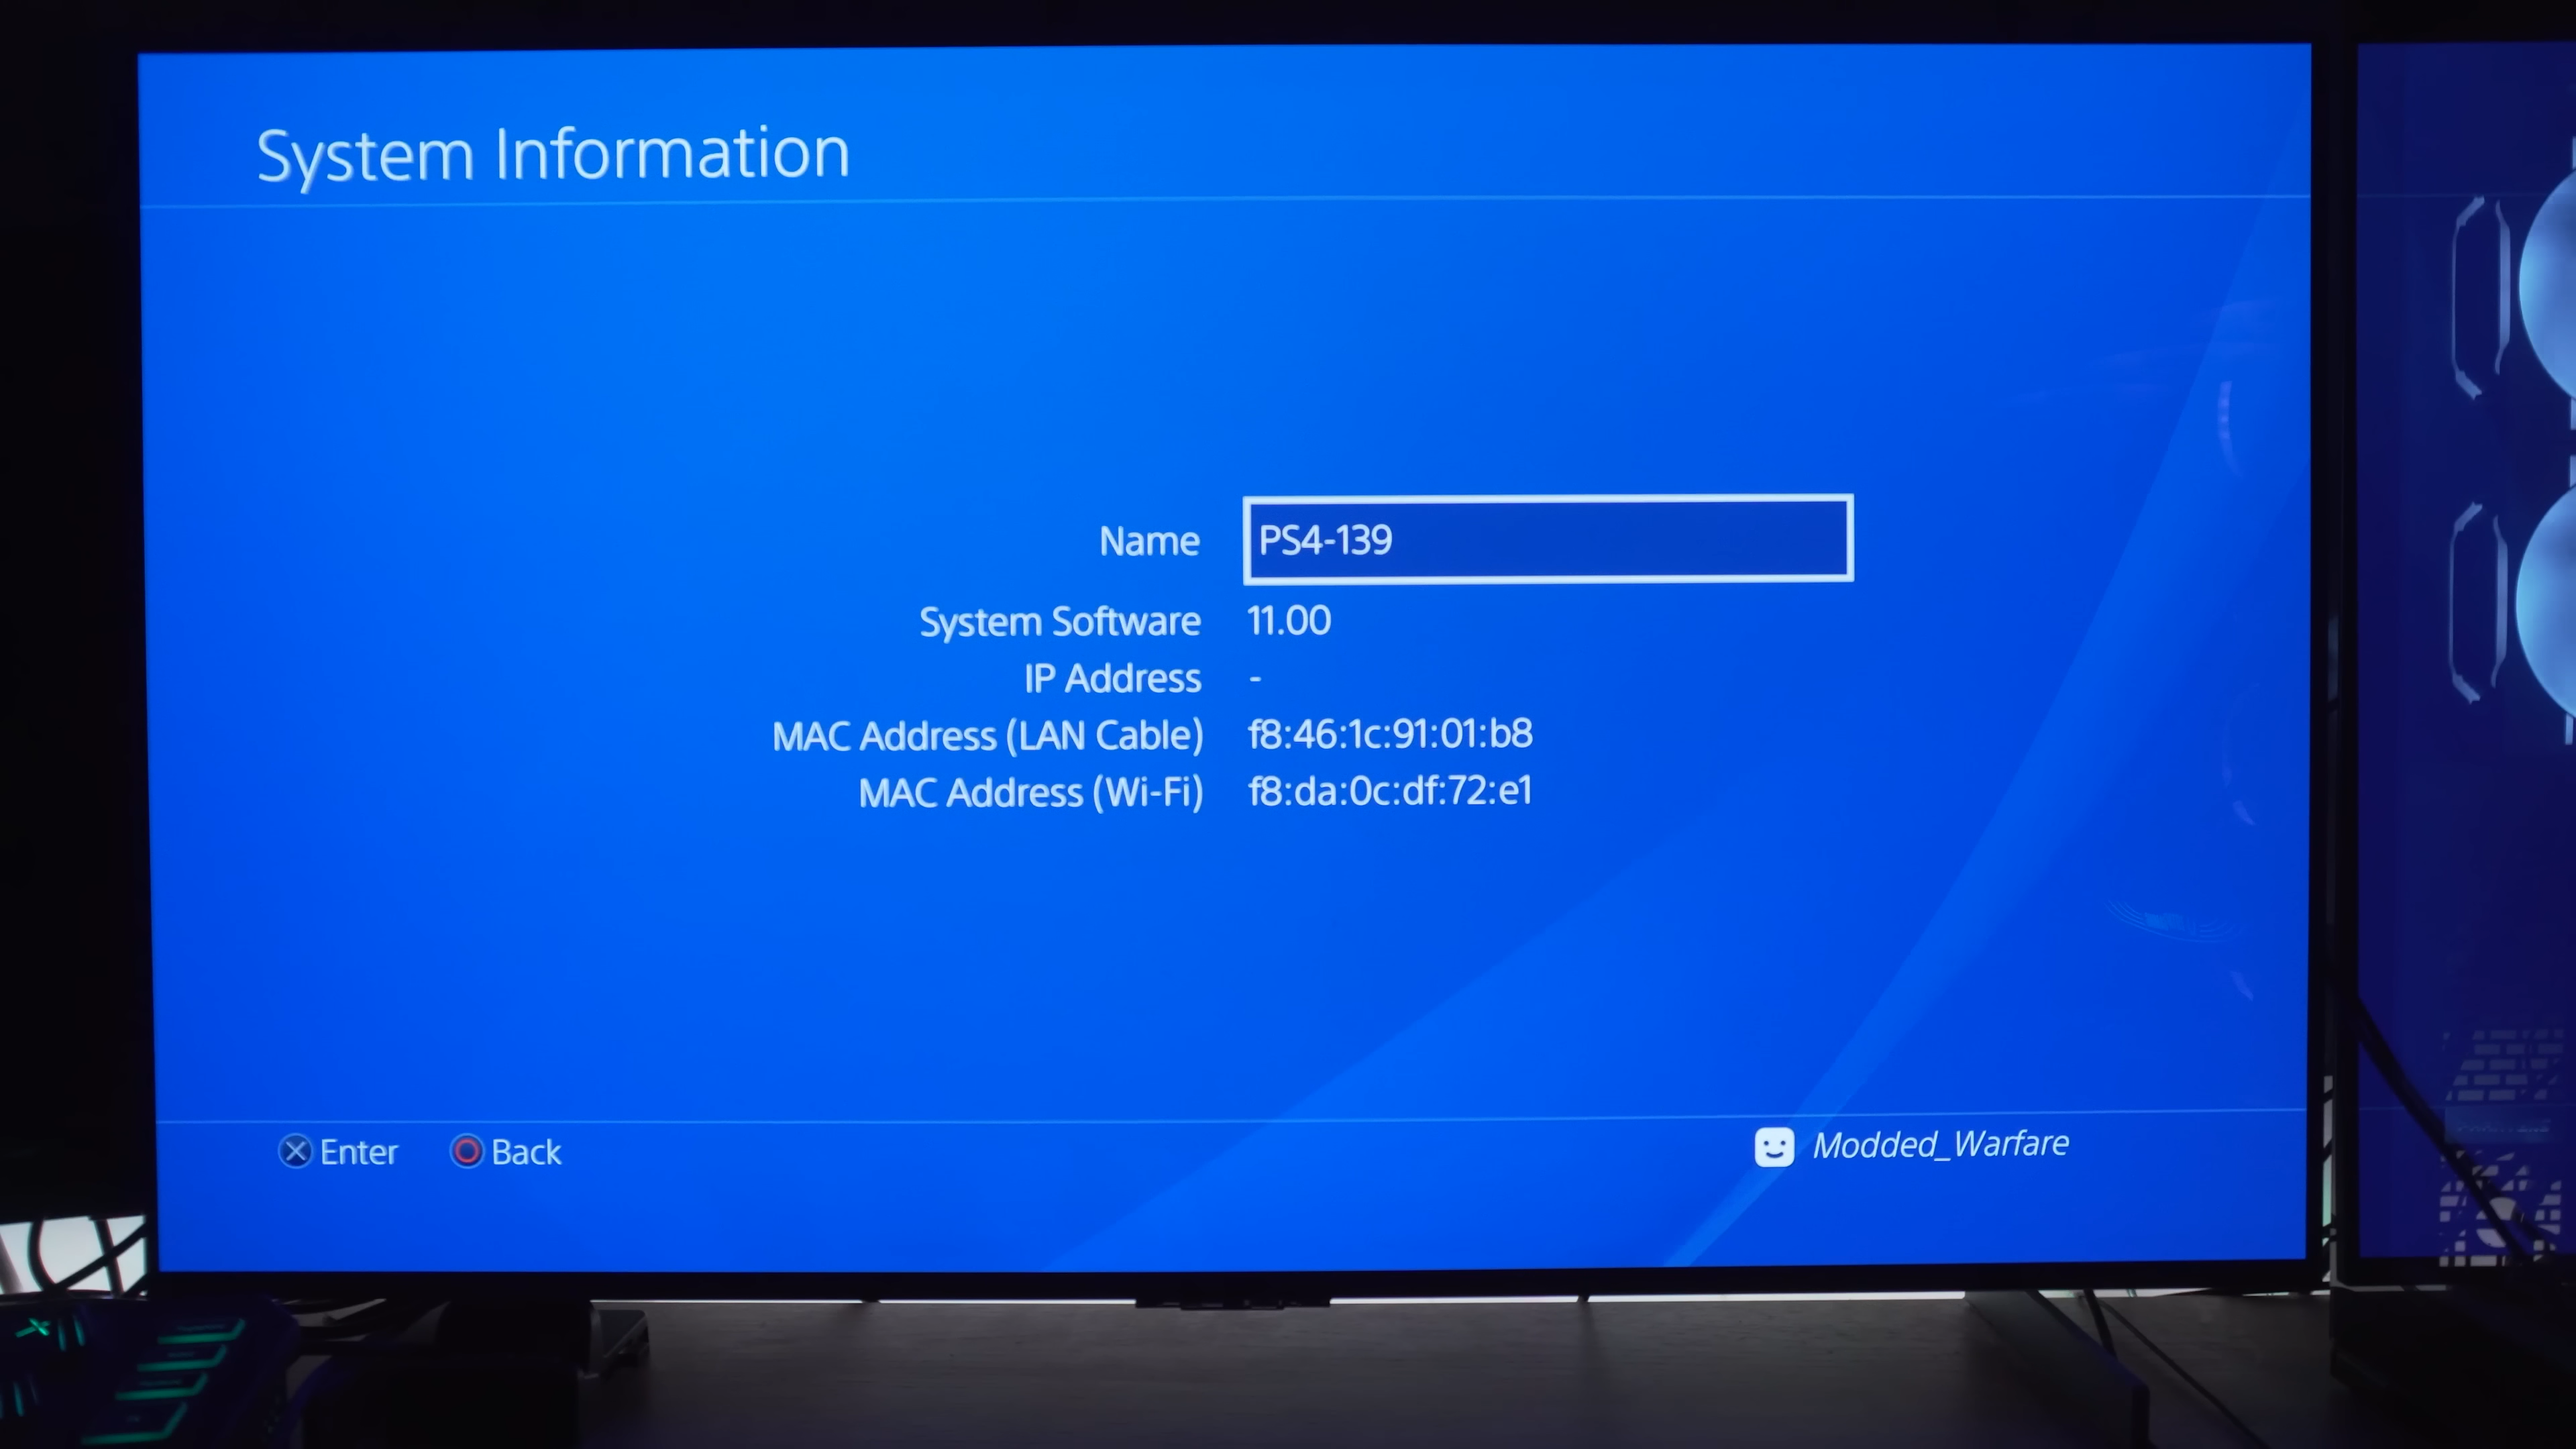 System Information
Name PS4-139
System Software 11.00
IP Address -
MAC Address (LAN Cable) f8:46:1c:91:01:b8
MAC Address (Wi-Fi) f8:da:0c:df:72:e1
Enter Back Modded_Warfare